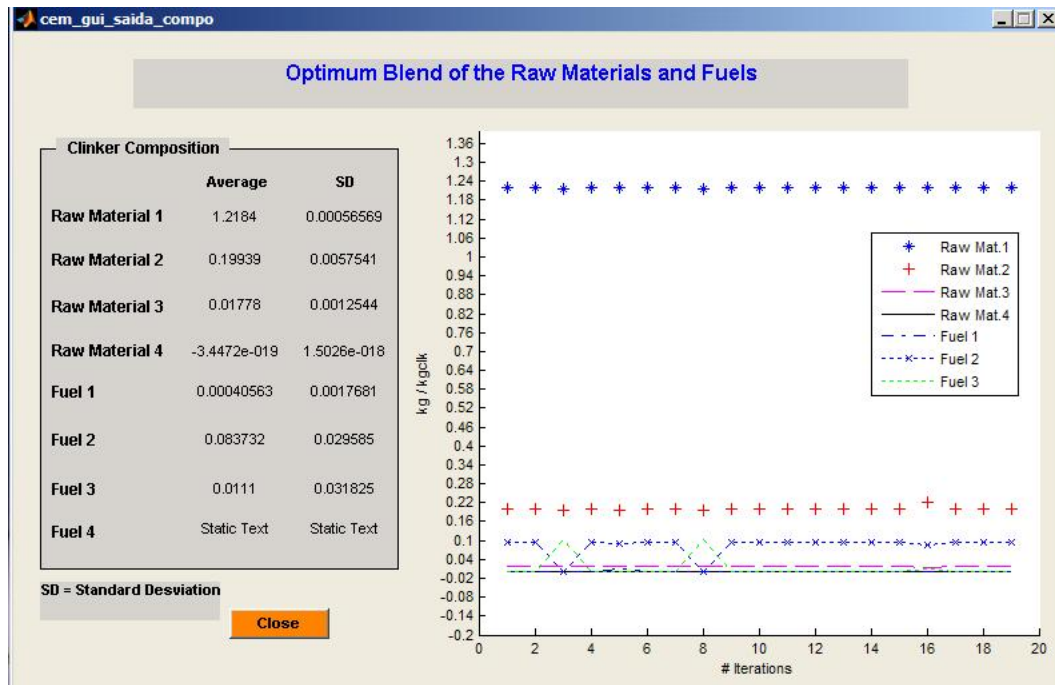 cem_gui_saida_compo
Optimum Blend of the Raw Materials and Fuels
Clinker Composition
Average SD
Raw Material 1 1.2184 0.00056569
Raw Material 2 0.19939 0.0057541
Raw Material 3 0.01778 0.0012544
Raw Material 4 -3.4472e-019 1.5026e-018
Fuel 1 0.00040563 0.0017681
Fuel 2 0.083732 0.029585
Fuel 3 0.0111 0.031825
Fuel 4 Static Text Static Text
SD = Standard Desviation
Close
kg / kgclk
1.36
1.3
1.24
1.18
1.12
1.06
1
0.94
0.88
0.82
0.76
0.7
0.64
0.58
0.52
0.46
0.4
0.34
0.28
0.22
0.16
0.1
0.04
-0.02
-0.08
-0.14
-0.2
Raw Mat.1
Raw Mat.2
Raw Mat.3
Raw Mat.4
Fuel 1
Fuel 2
Fuel 3
0 2 4 6 8 10 12 14 16 18 20
# Iterations